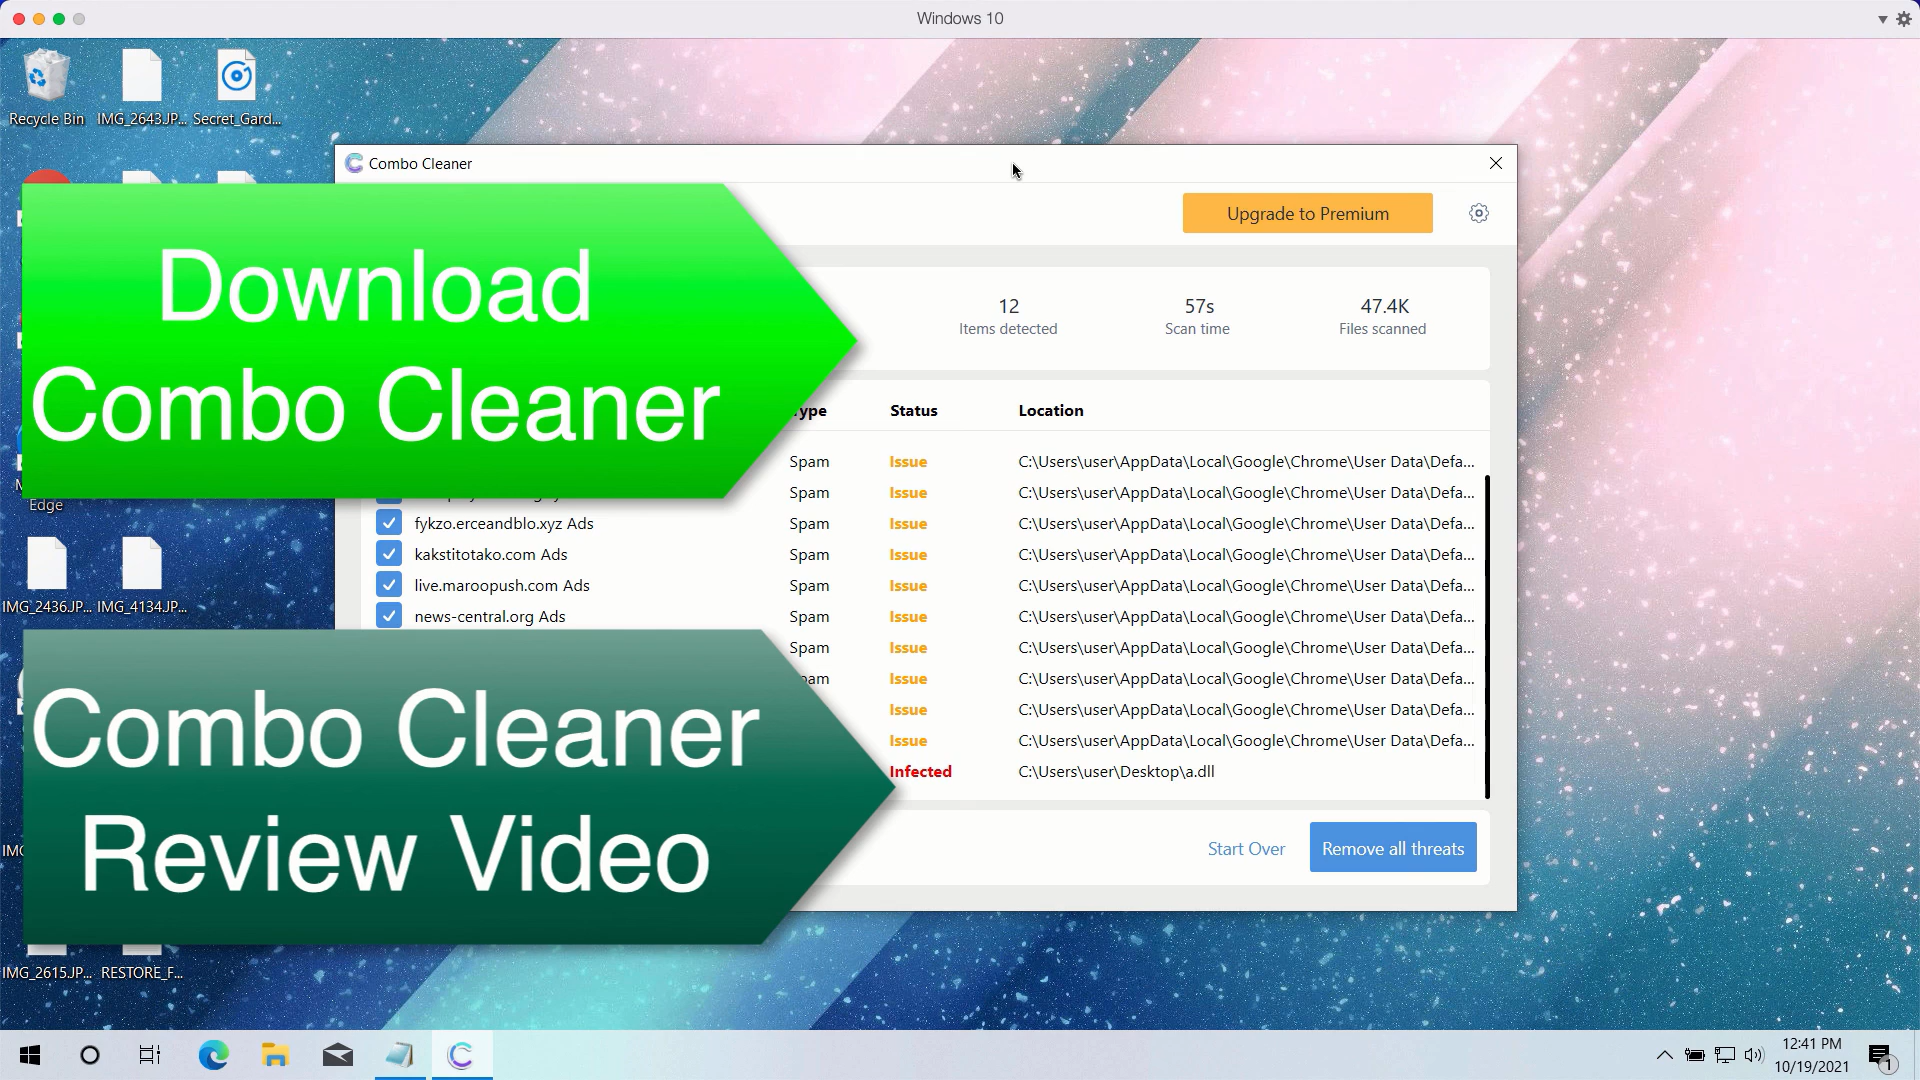 Windows 10
Recycle Bin
IMG_2643.JP...
Secret_Gard...
Combo Cleaner
Upgrade to Premium
Download
Combo Cleaner
12
Items detected
57s
Scan time
47.4K
Files scanned
Status
Location
Spam
Issue
C:\Users\user\AppData\Local\Google\Chrome\User Data\Defa...
Spam
Issue
C:\Users\user\AppData\Local\Google\Chrome\User Data\Defa...
Edge
fykzo.erceandblo.xyz Ads
Spam
Issue
C:\Users\user\AppData\Local\Google\Chrome\User Data\Defa...
kakstitotako.com Ads
Spam
Issue
C:\Users\user\AppData\Local\Google\Chrome\User Data\Defa...
live.maroopush.com Ads
Spam
Issue
C:\Users\user\AppData\Local\Google\Chrome\User Data\Defa...
IMG_2436.JP...
IMG_4134.JP...
news-central.org Ads
Spam
Issue
C:\Users\user\AppData\Local\Google\Chrome\User Data\Defa...
Spam
Issue
C:\Users\user\AppData\Local\Google\Chrome\User Data\Defa...
Issue
C:\Users\user\AppData\Local\Google\Chrome\User Data\Defa...
Issue
C:\Users\user\AppData\Local\Google\Chrome\User Data\Defa...
Issue
C:\Users\user\AppData\Local\Google\Chrome\User Data\Defa...
Infected
C:\Users\user\Desktop\a.dll
Combo Cleaner
Review Video
Start Over
Remove all threats
IMG_2615.JP...
RESTORE_F...
12:41 PM
10/19/2021
1